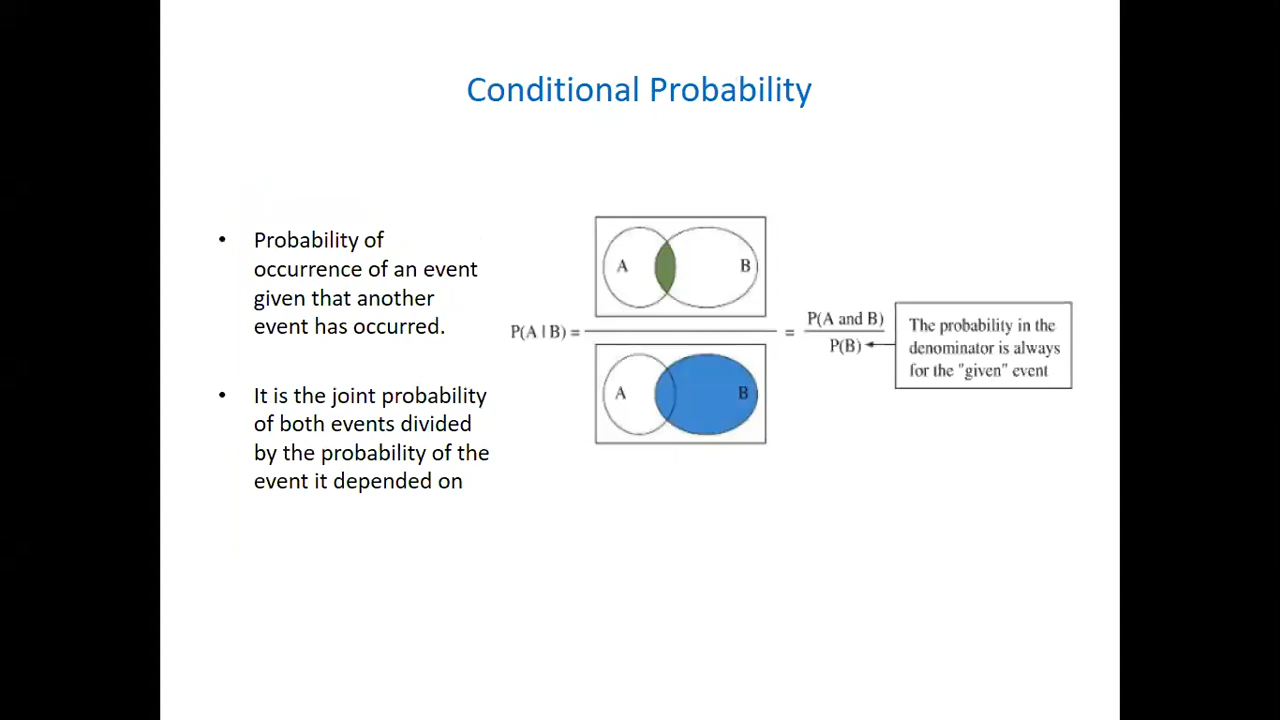 Conditional Probability
• Probability of
occurrence of an event
given that another
event has occurred.
• It is the joint probability
of both events divided
by the probability of the
event it depended on
A B
P(A | B) =
A B
=
P(A and B)
P(B)
The probability in the
denominator is always
for the "given" event